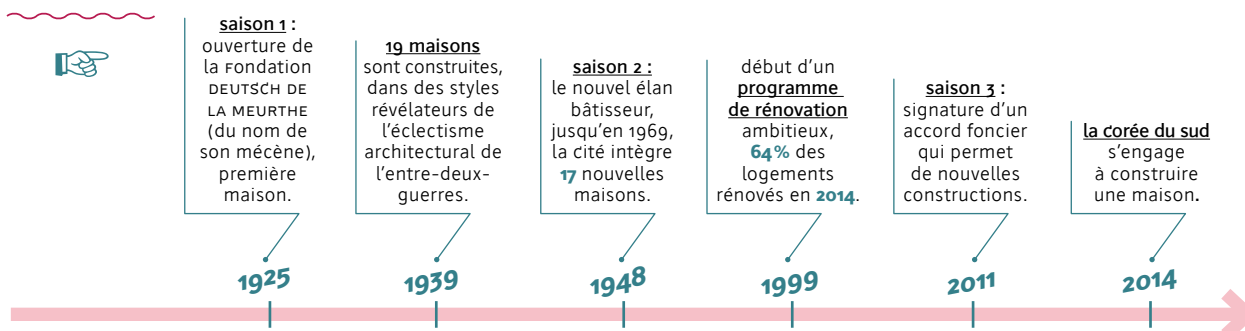 saison 1 :
ouverture de
la Fondation
DEUTSCH DE
LA MEURTHE
(du nom de
son mécène),
première
maison.
19 maisons
sont construites,
dans des styles
révélateurs de
l'éclectisme
architectural de
l'entre-deux-
guerres.
saison 2 :
le nouvel élan
bâtisseur,
jusqu'en 1969,
la cité intègre
17 nouvelles
maisons.
début d'un
programme
de rénovation
ambitieux,
64% des
logements
rénovés en 2014.
saison 3 :
signature d'un
accord foncier
qui permet
de nouvelles
constructions.
la corée du sud
s'engage
à construire
une maison.
1925
1939
1948
1999
2011
2014